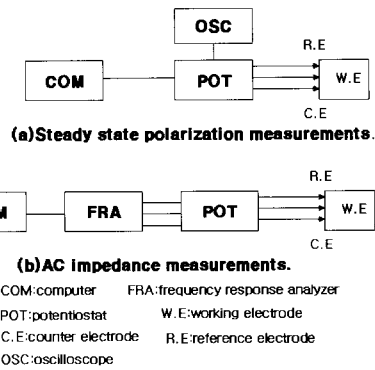 OSC
R.E
COM
POT
W.E
C.E
(a)Steady state polarization measurements.
R.E
M
FRA
POT
W.E
C.E
(b)AC impedance measurements.
COM:computer FRA:frequency response analyzer
POT:potentiostat W.E:working electrode
C.E:counter electrode R.E:reference electrode
OSC:oscilloscope